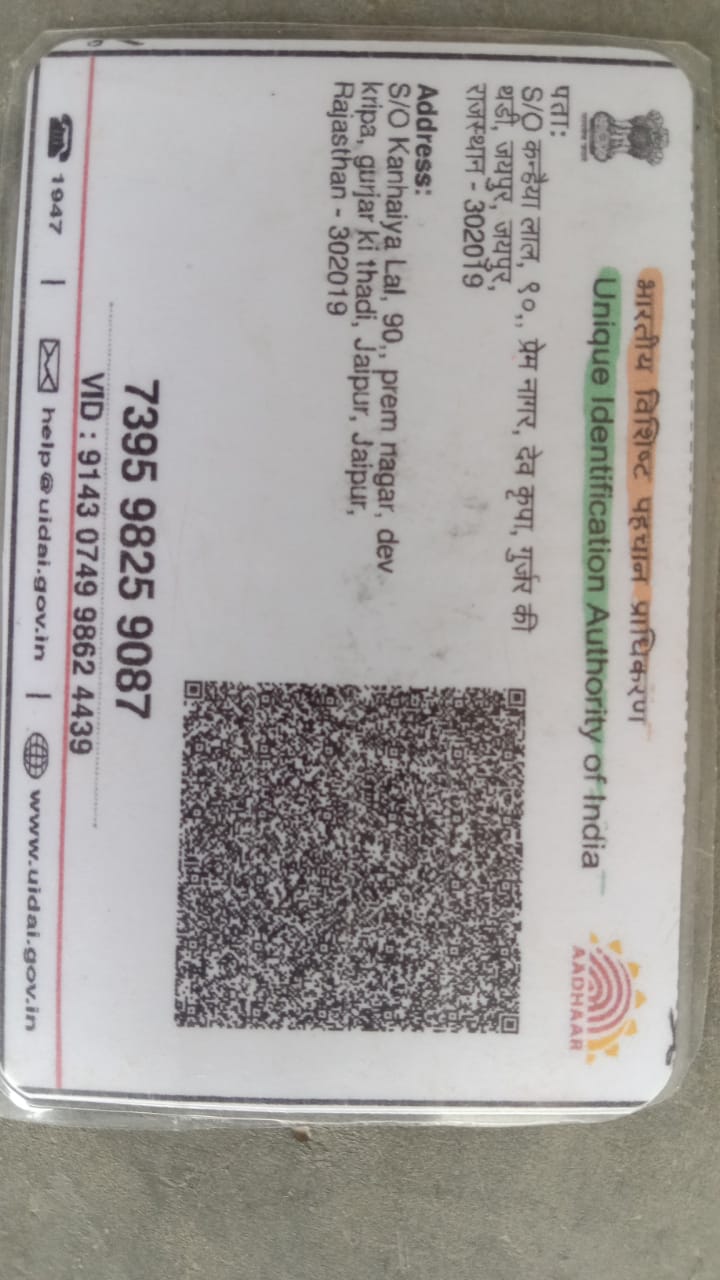 भारतीय विशिष्ट पहचान प्राधिकरण
Unique Identification Authority of India
AADHAAR
पता:
S/O कन्हैया लाल, ९०,, प्रेम नागर, देव कृपा, गुर्जर की
थडी, जयपुर, जयपुर,
राजस्थान - 302019
Address:
S/O Kanhaiya Lal, 90,, prem nagar, dev
kripa, gurjar ki thadi, Jaipur, Jaipur,
Rajasthan - 302019
7395 9825 9087
VID : 9143 0749 9862 4439
1947 | help@uidai.gov.in | www.uidai.gov.in